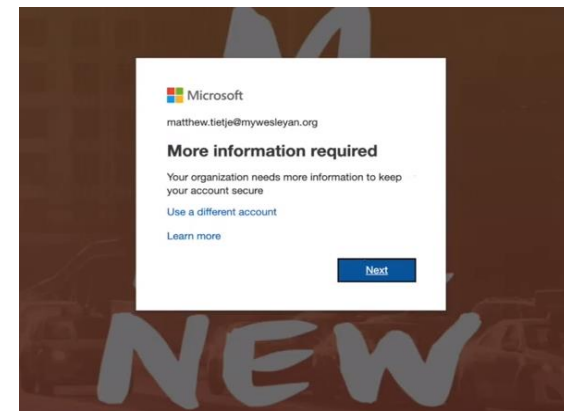 Microsoft
matthew.tietje@mywesleyan.org
More information required
Your organization needs more information to keep
your account secure
Use a different account
Learn more
Next
NEW